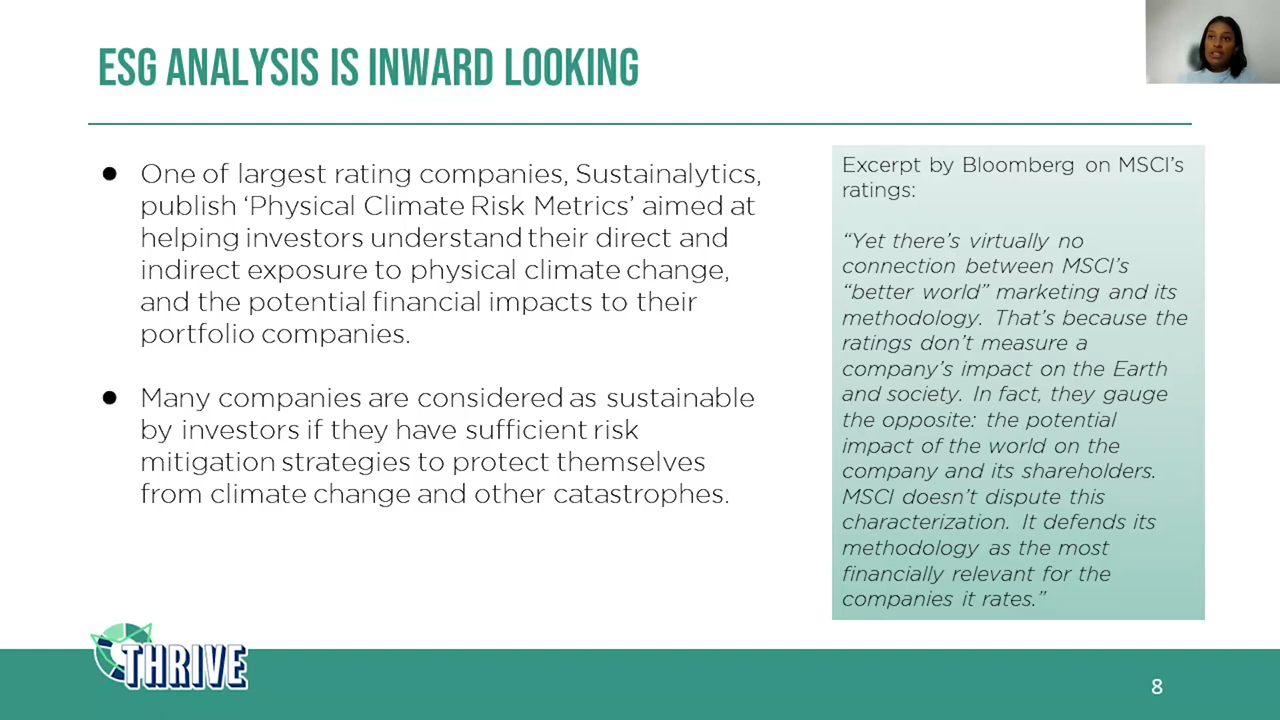 ESG ANALYSIS IS INWARD LOOKING
● One of largest rating companies, Sustainalytics,
publish ‘Physical Climate Risk Metrics’ aimed at
helping investors understand their direct and
indirect exposure to physical climate change,
and the potential financial impacts to their
portfolio companies.
● Many companies are considered as sustainable
by investors if they have sufficient risk
mitigation strategies to protect themselves
from climate change and other catastrophes.
Excerpt by Bloomberg on MSCI’s
ratings:
“Yet there’s virtually no
connection between MSCI’s
“better world” marketing and its
methodology. That’s because the
ratings don’t measure a
company’s impact on the Earth
and society. In fact, they gauge
the opposite: the potential
impact of the world on the
company and its shareholders.
MSCI doesn’t dispute this
characterization. It defends its
methodology as the most
financially relevant for the
companies it rates.”
THRIVE
8